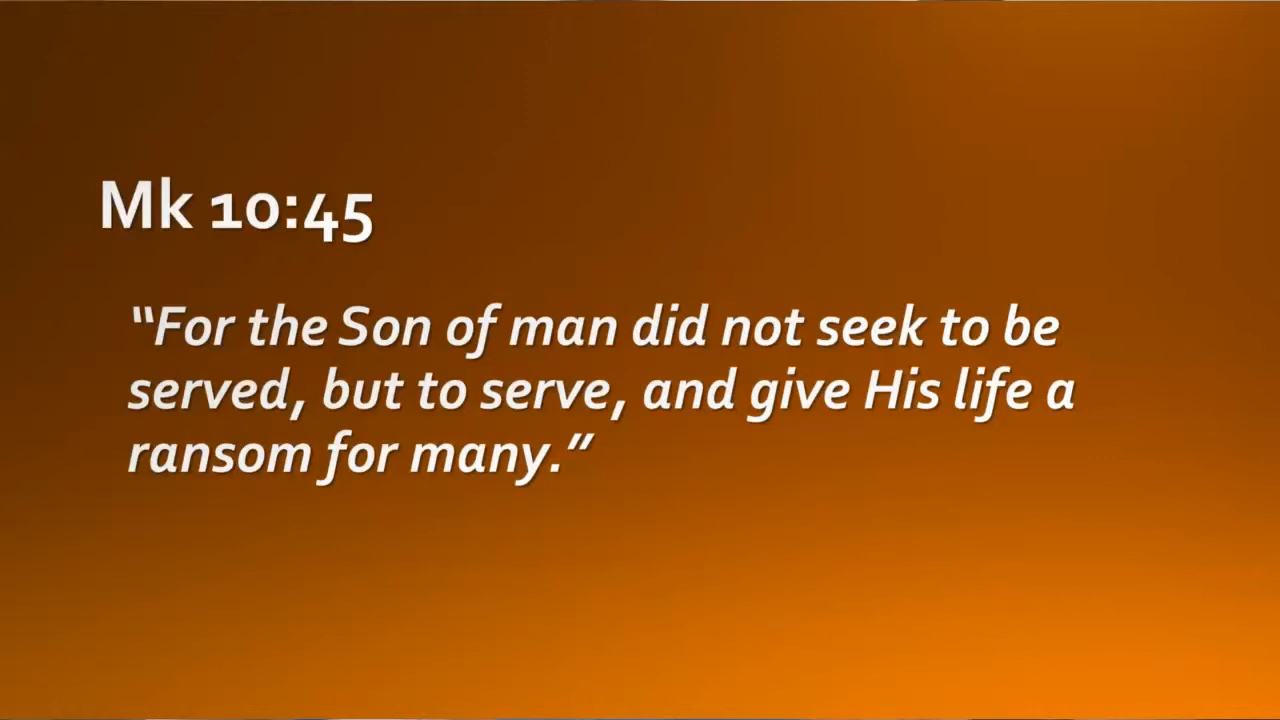 Mk 10:45
“For the Son of man did not seek to be
served, but to serve, and give His life a
ransom for many.”